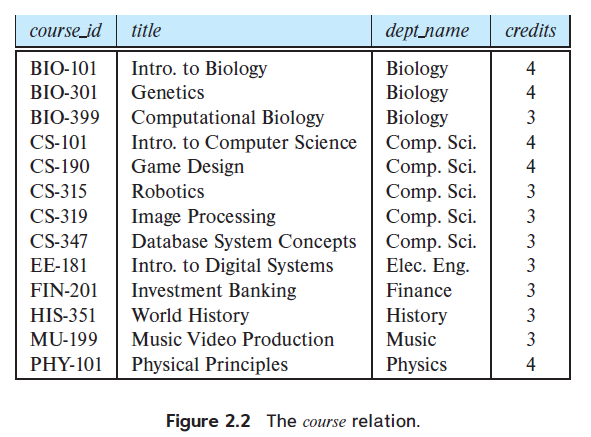 course_id title dept_name credits
BIO-101 Intro. to Biology Biology 4
BIO-301 Genetics Biology 4
BIO-399 Computational Biology Biology 3
CS-101 Intro. to Computer Science Comp. Sci. 4
CS-190 Game Design Comp. Sci. 4
CS-315 Robotics Comp. Sci. 3
CS-319 Image Processing Comp. Sci. 3
CS-347 Database System Concepts Comp. Sci. 3
EE-181 Intro. to Digital Systems Elec. Eng. 3
FIN-201 Investment Banking Finance 3
HIS-351 World History History 3
MU-199 Music Video Production Music 3
PHY-101 Physical Principles Physics 4
Figure 2.2 The course relation.